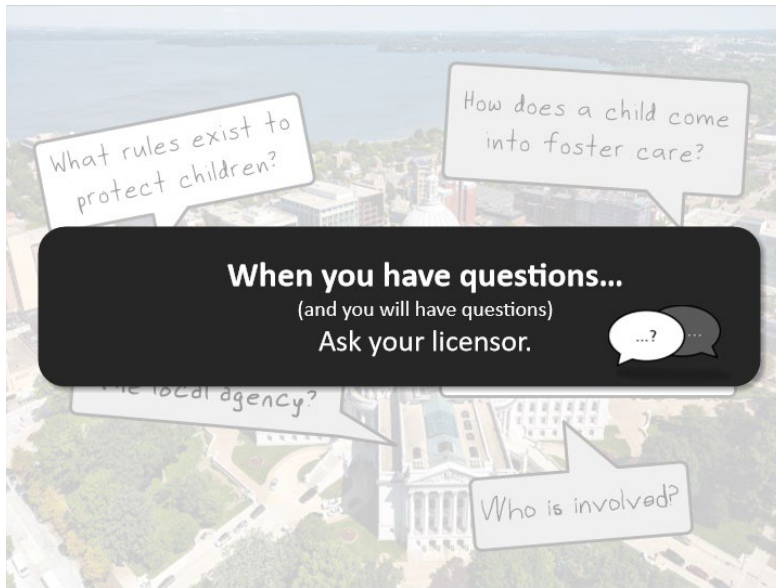 What rules exist to
protect children?
How does a child come
into foster care?
When you have questions...
(and you will have questions)
Ask your licensor.
...?
...
The local agency?
Who is involved?